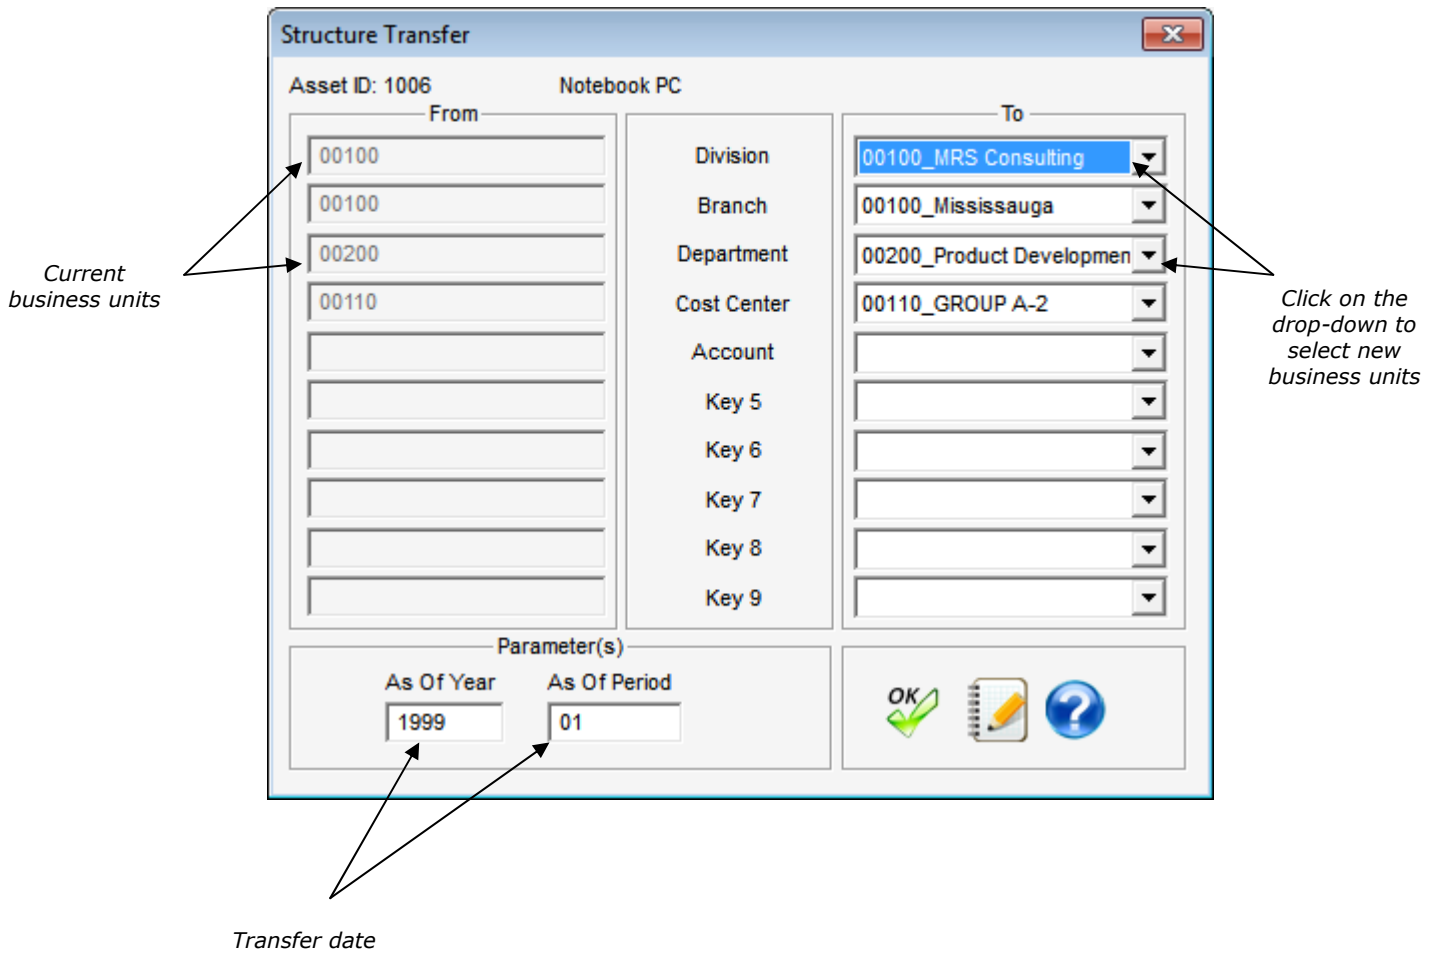 Structure Transfer
Asset ID: 1006 Notebook PC
From
To
00100 Division 00100_MRS Consulting
00100 Branch 00100_Mississauga
00200 Department 00200_Product Developmen
00110 Cost Center 00110_GROUP A-2
Account
Key 5
Key 6
Key 7
Key 8
Key 9
Current
business units
Click on the
drop-down to
select new
business units
Parameter(s)
As Of Year As Of Period
1999 01
OK
?
Transfer date